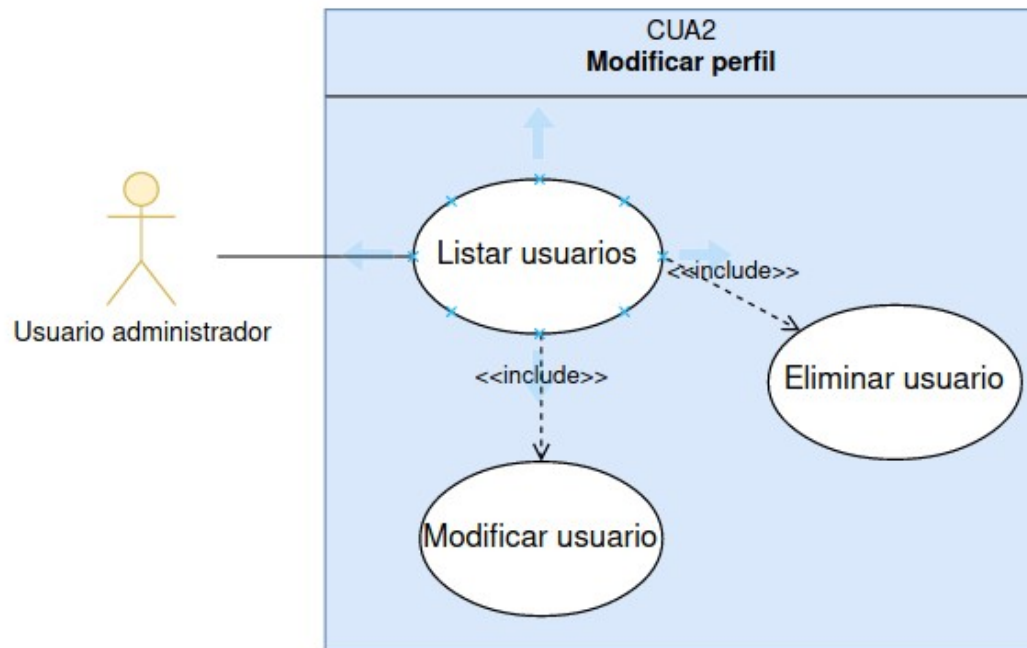 CUA2
Modificar perfil
Listar usuarios
<<include>>
Usuario administrador
Eliminar usuario
<<include>>
Modificar usuario